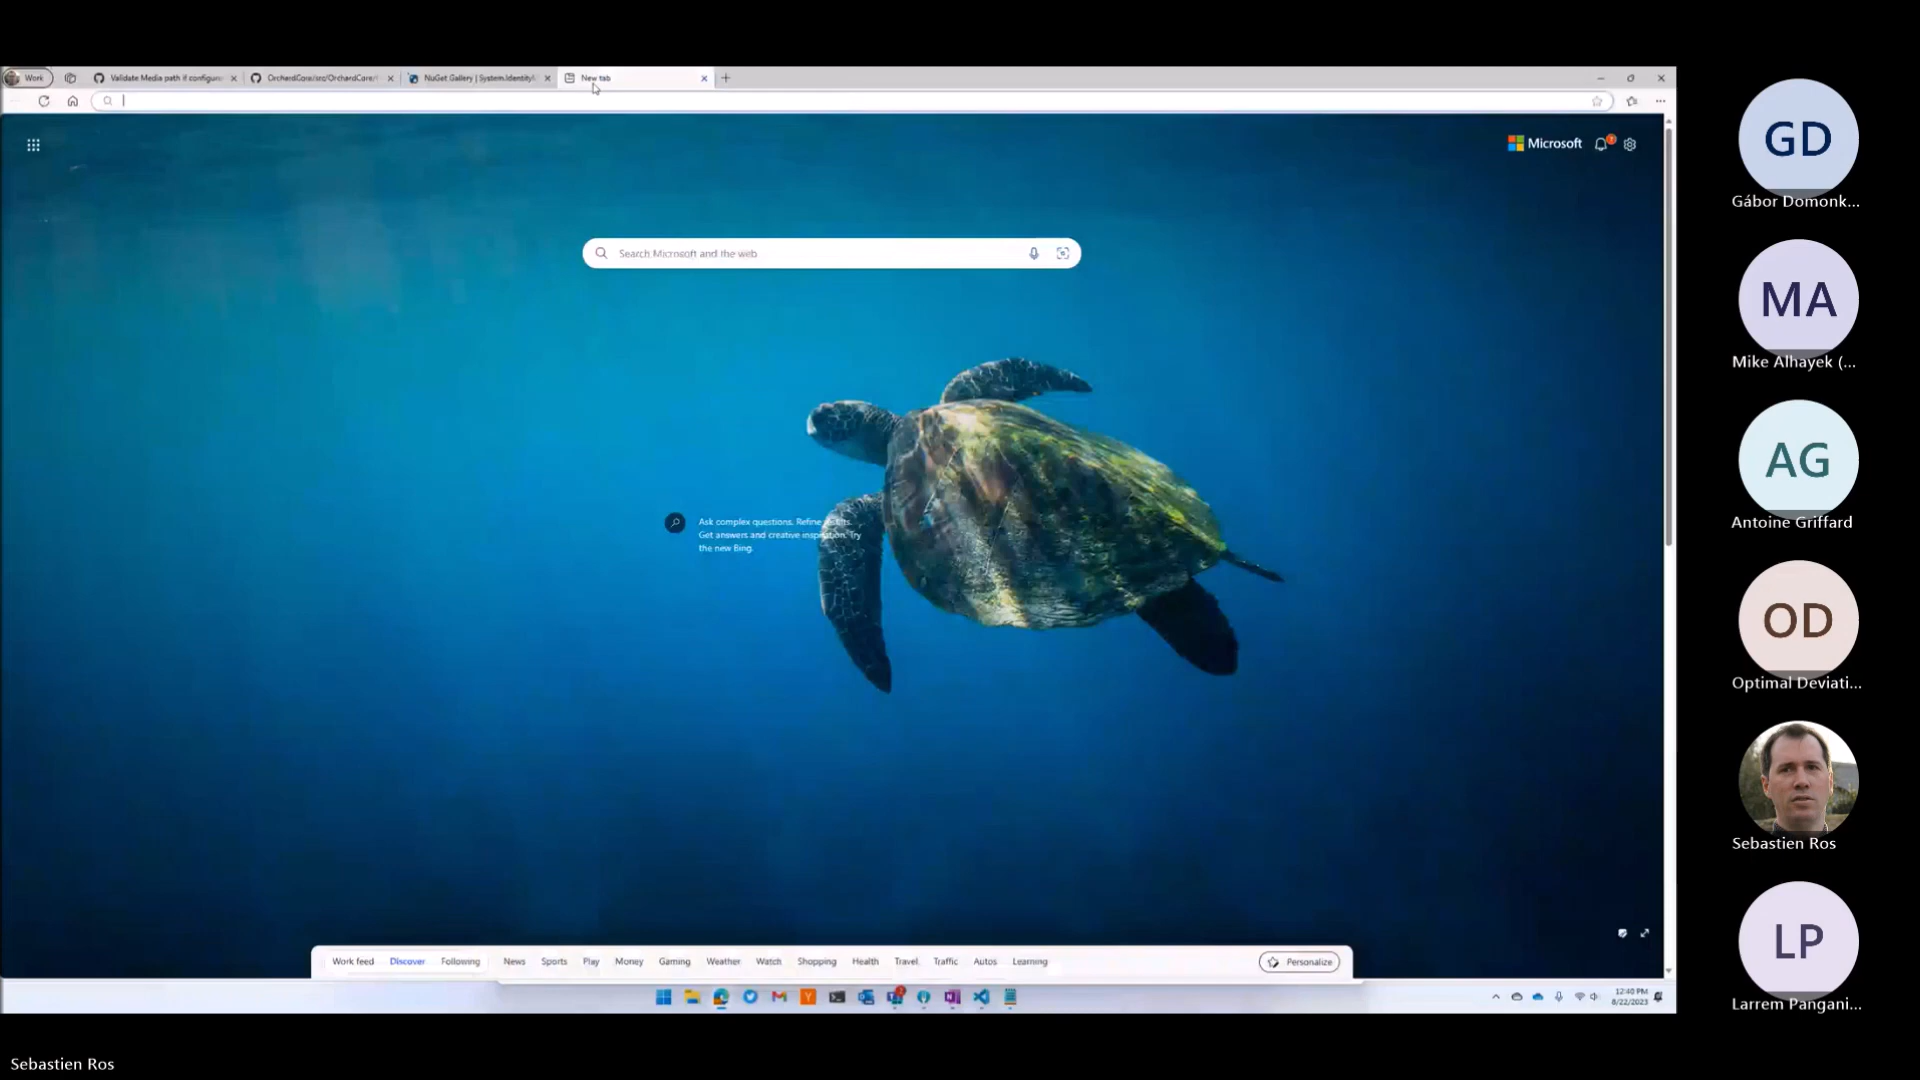 Work
Validate Media path if configur
OrchardCore/src/OrchardCore/
NuGet Gallery | System.Identity
New tab
Microsoft
Search Microsoft and the web
Ask complex questions. Refine results.
Get answers and creative inspiration. Try
the new Bing.
Work feed
Discover
Following
News
Sports
Play
Money
Gaming
Weather
Watch
Shopping
Health
Travel
Traffic
Autos
Learning
Personalize
12:40 PM
8/22/2023
GD
Gábor Domonk...
MA
Mike Alhayek (...
AG
Antoine Griffard
OD
Optimal Deviati...
Sebastien Ros
LP
Larrem Pangani...
Sebastien Ros